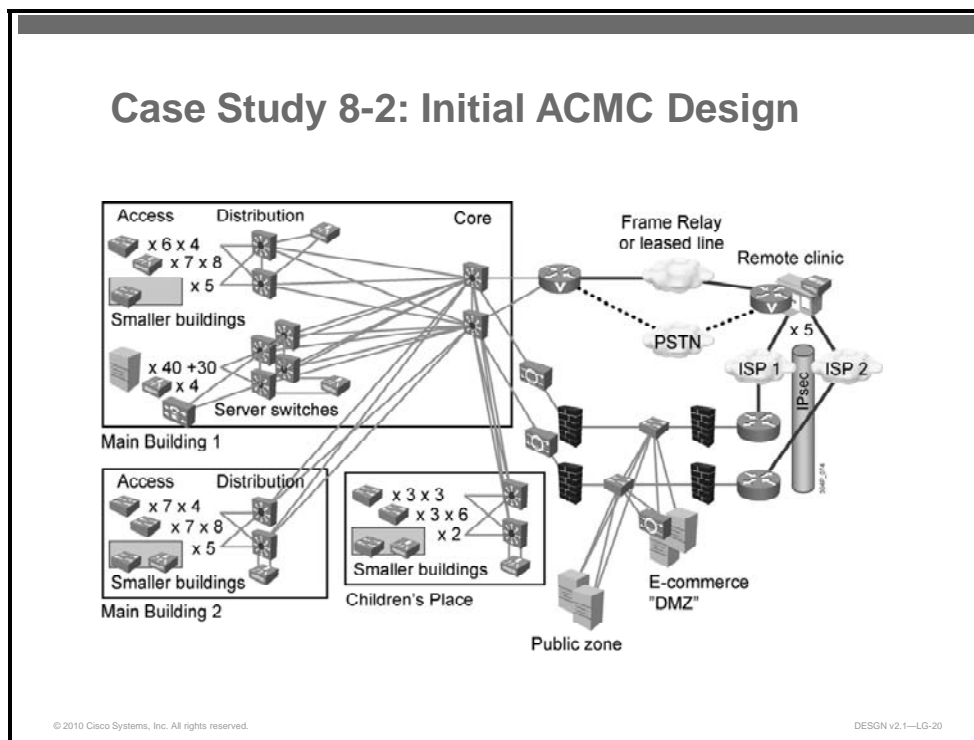 Case Study 8-2: Initial ACMC Design
Access
Distribution
Core
x 6 x 4
x 7 x 8
x 5
Smaller buildings
x 40 +30
x 4
Server switches
Main Building 1
Frame Relay
or leased line
Remote clinic
V
V
PSTN
x 5
ISP 1
ISP 2
IPsec
Access
Distribution
x 7 x 4
x 7 x 8
x 5
Smaller buildings
Main Building 2
x 3 x 3
x 3 x 6
x 2
Smaller buildings
Children's Place
E-commerce
"DMZ"
Public zone
© 2010 Cisco Systems, Inc. All rights reserved.
DESGN v2.1—LG-20